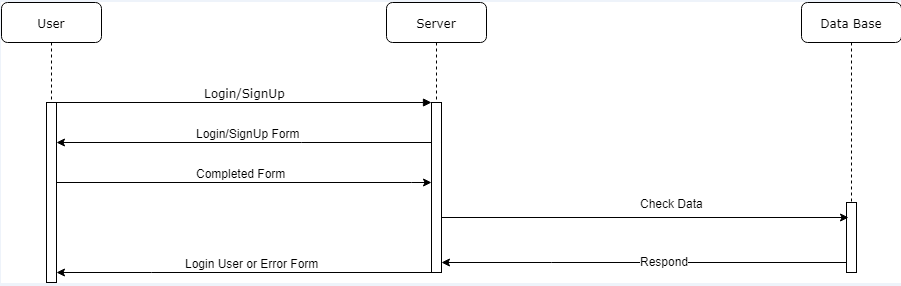 User
Server
Data Base
Login/SignUp
Login/SignUp Form
Completed Form
Check Data
Respond
Login User or Error Form